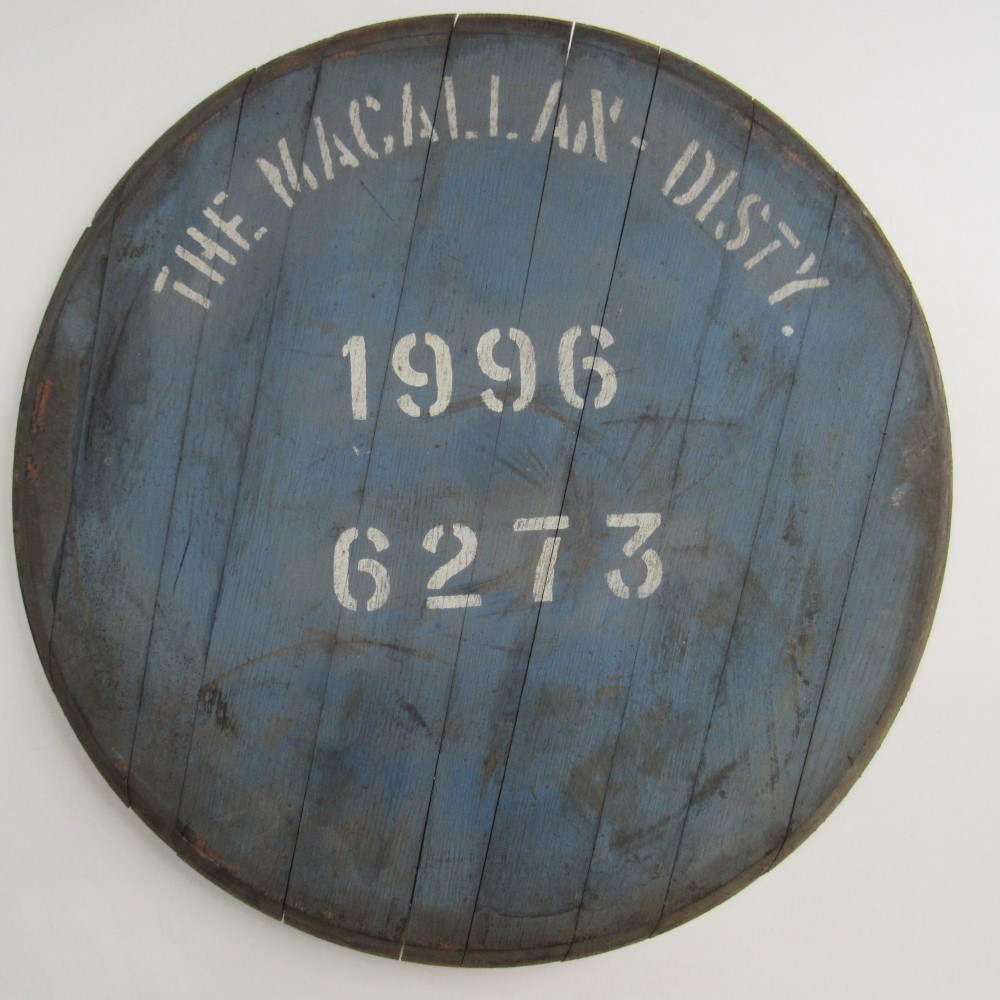 THE MACALLAN - DISTY.
1996
6273